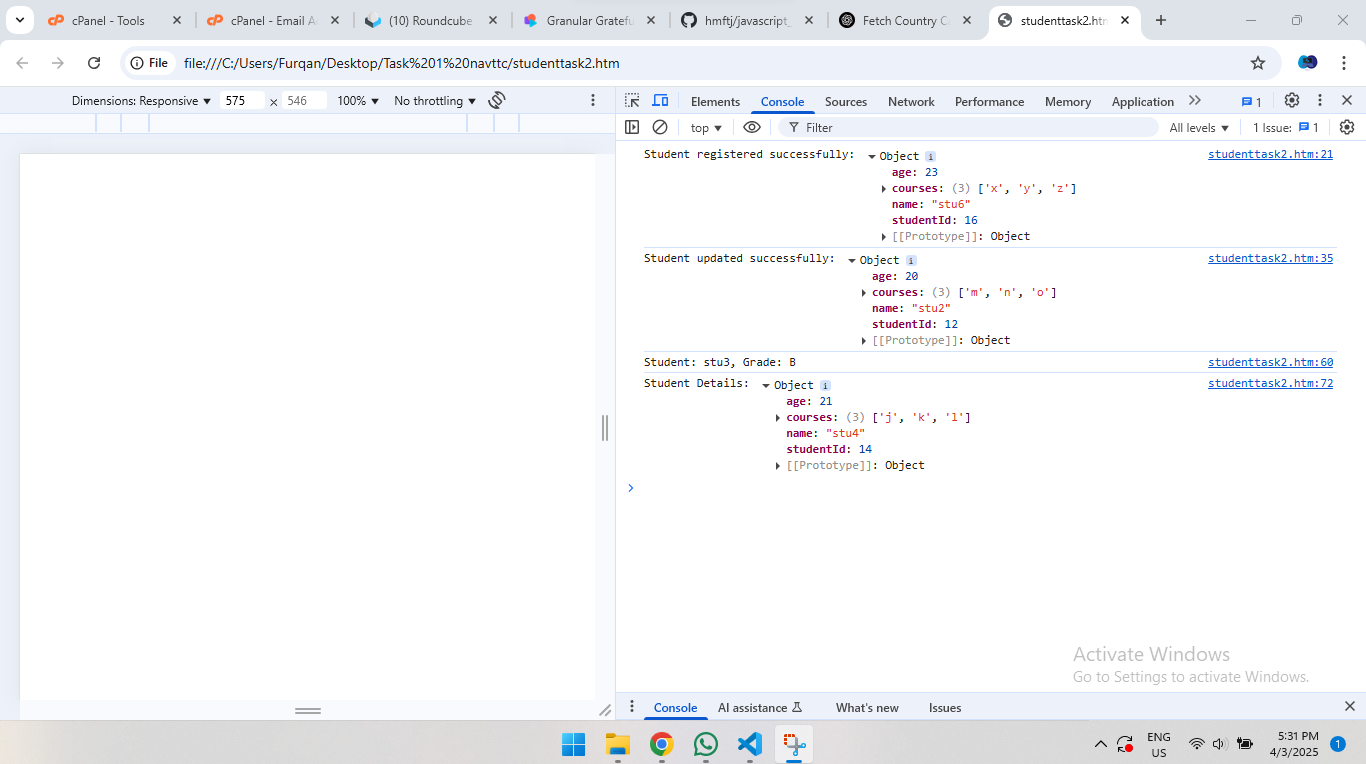 cPanel - Tools
cPanel - Email A
(10) Roundcube
Granular Gratefu
hmftj/javascript_
Fetch Country C
studenttask2.htm
File
file:///C:/Users/Furqan/Desktop/Task%201%20navttc/studenttask2.htm
Dimensions: Responsive 575 x 546 100% No throttling
Elements Console Sources Network Performance Memory Application 1
top Filter All levels 1 Issue: 1
Student registered successfully: Object i studenttask2.htm:21
age: 23
courses: (3) ['x', 'y', 'z']
name: "stu6"
studentId: 16
[[Prototype]]: Object
Student updated successfully: Object i studenttask2.htm:35
age: 20
courses: (3) ['m', 'n', 'o']
name: "stu2"
studentId: 12
[[Prototype]]: Object
Student: stu3, Grade: B studenttask2.htm:60
Student Details: Object i studenttask2.htm:72
age: 21
courses: (3) ['j', 'k', 'l']
name: "stu4"
studentId: 14
[[Prototype]]: Object
Activate Windows
Go to Settings to activate Windows.
Console AI assistance What's new Issues
ENG
US
5:31 PM
4/3/2025
1